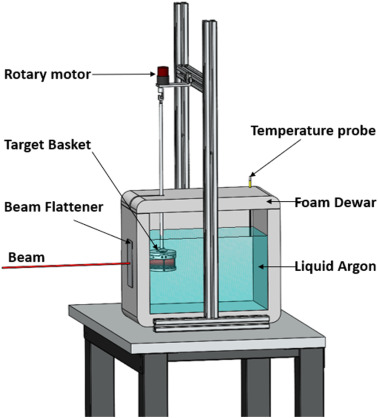 Rotary motor
Temperature probe
Target Basket
Foam Dewar
Beam Flattener
Beam
Liquid Argon